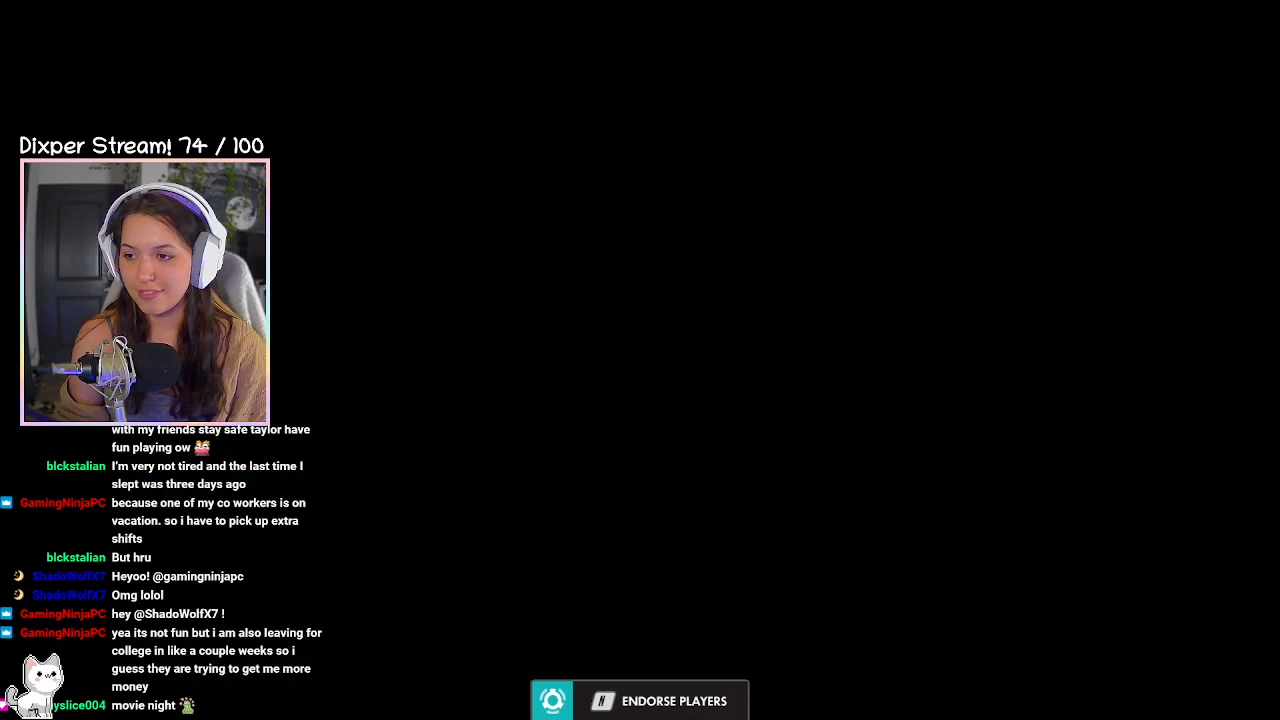 Dixper Stream! 74 / 100
with my friends stay safe taylor have
fun playing ow
blckstalian I'm very not tired and the last time I
slept was three days ago
GamingNinjaPC because one of my co workers is on
vacation. so i have to pick up extra
shifts
blckstalian But hru
ShadoWolfX7 Heyoo! @gamingninjapc
ShadoWolfX7 Omg lolol
GamingNinjaPC hey @ShadoWolfX7 !
GamingNinjaPC yea its not fun but i am also leaving for
college in like a couple weeks so i
guess they are trying to get me more
money
yslice004 movie night
N ENDORSE PLAYERS